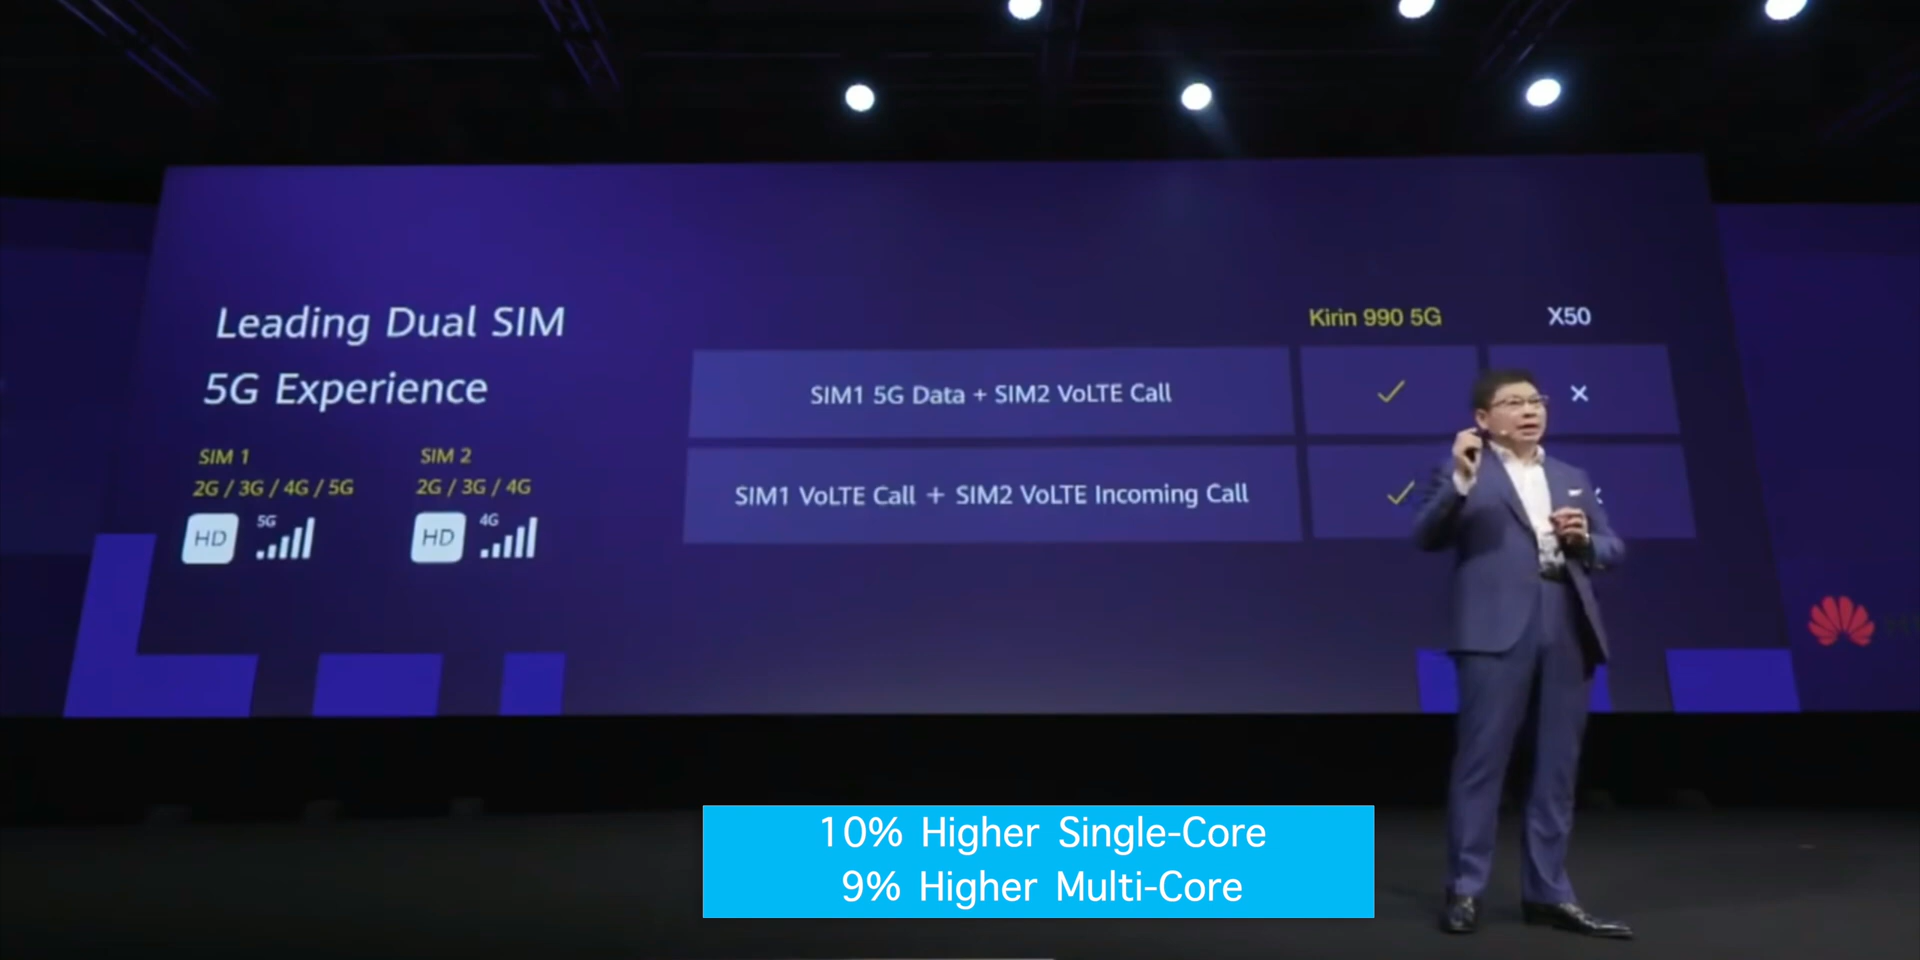 Leading Dual SIM
5G Experience
SIM 1
2G / 3G / 4G / 5G
HD
5G
SIM 2
2G / 3G / 4G
HD
4G
Kirin 990 5G
X50
SIM1 5G Data + SIM2 VoLTE Call
SIM1 VoLTE Call + SIM2 VoLTE Incoming Call
10% Higher Single-Core
9% Higher Multi-Core